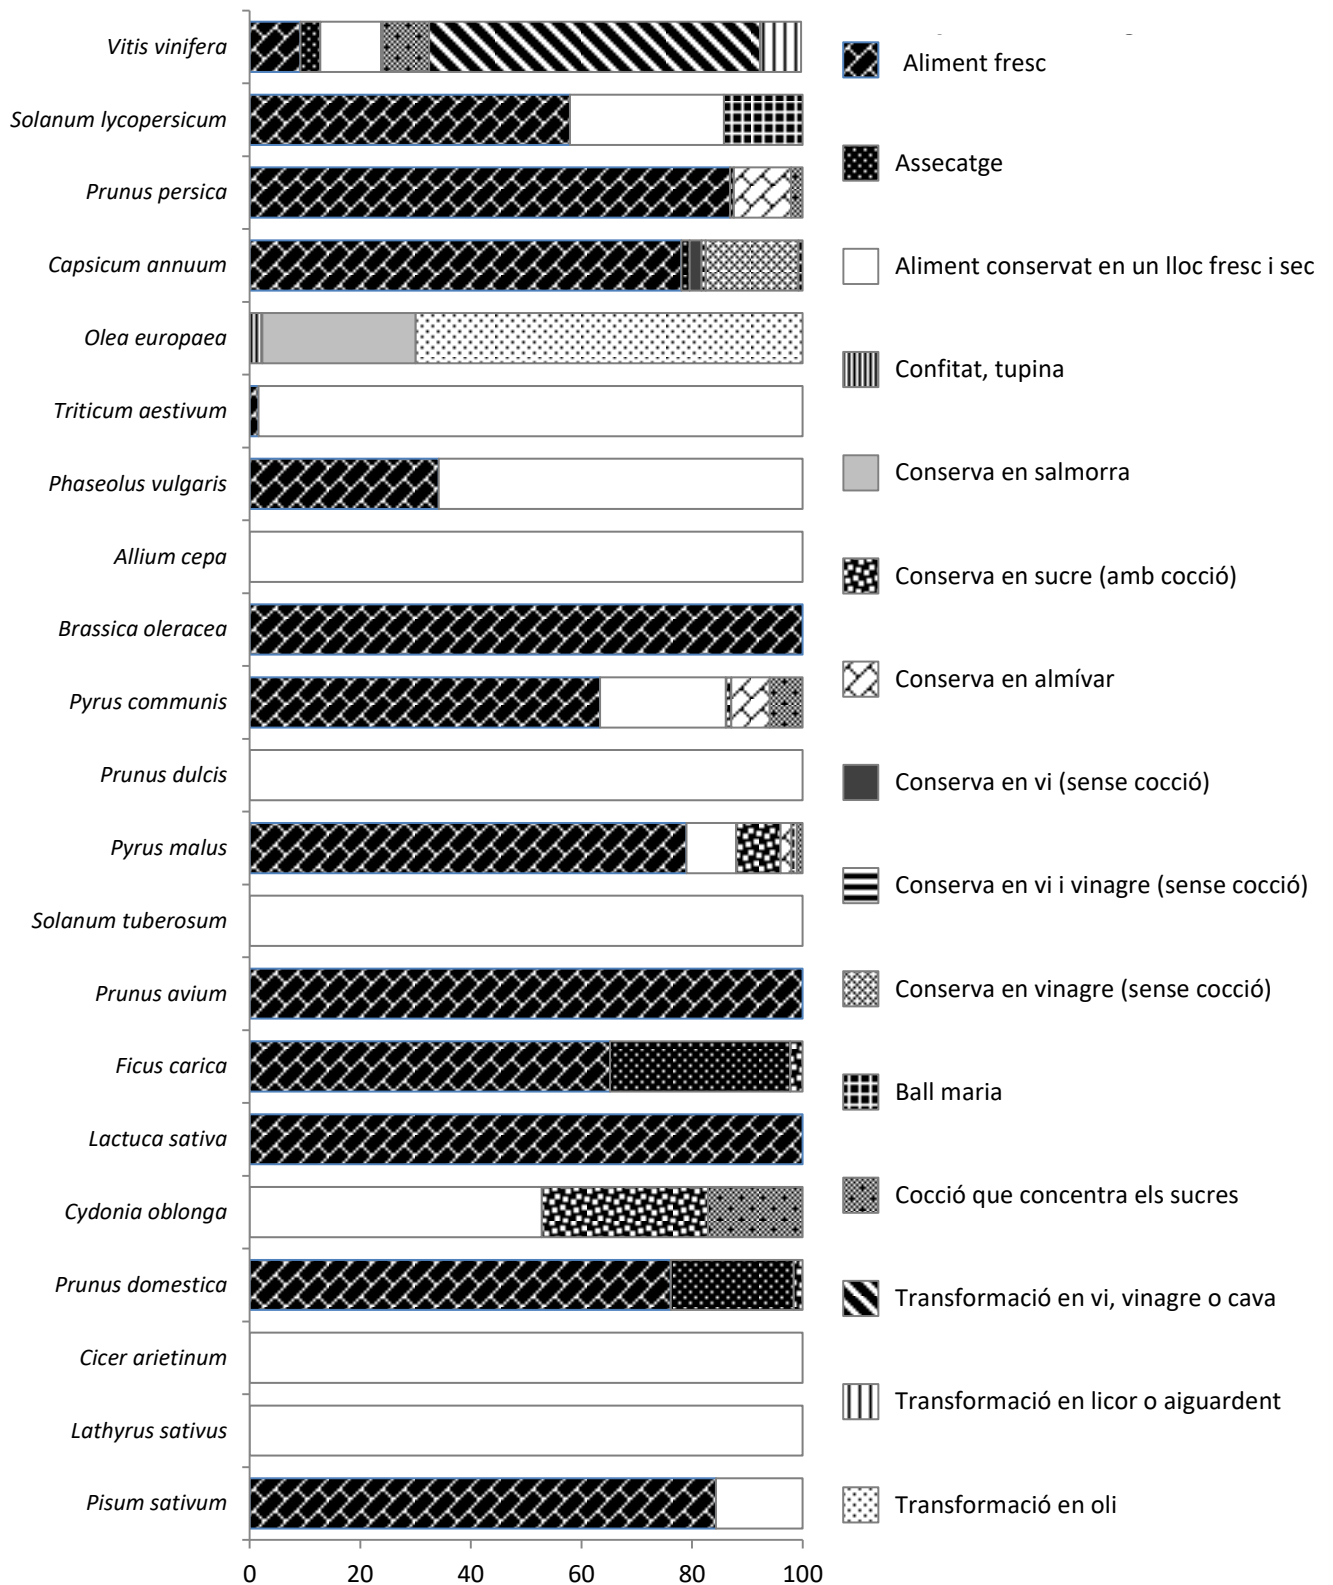 Vitis vinifera
Solanum lycopersicum
Prunus persica
Capsicum annuum
Olea europaea
Triticum aestivum
Phaseolus vulgaris
Allium cepa
Brassica oleracea
Pyrus communis
Prunus dulcis
Pyrus malus
Solanum tuberosum
Prunus avium
Ficus carica
Lactuca sativa
Cydonia oblonga
Prunus domestica
Cicer arietinum
Lathyrus sativus
Pisum sativum
0 20 40 60 80 100
Aliment fresc
Assecatge
Aliment conservat en un lloc fresc i sec
Confitat, tupina
Conserva en salmorra
Conserva en sucre (amb cocció)
Conserva en almívar
Conserva en vi (sense cocció)
Conserva en vi i vinagre (sense cocció)
Conserva en vinagre (sense cocció)
Ball maria
Cocció que concentra els sucres
Transformació en vi, vinagre o cava
Transformació en licor o aiguardent
Transformació en oli